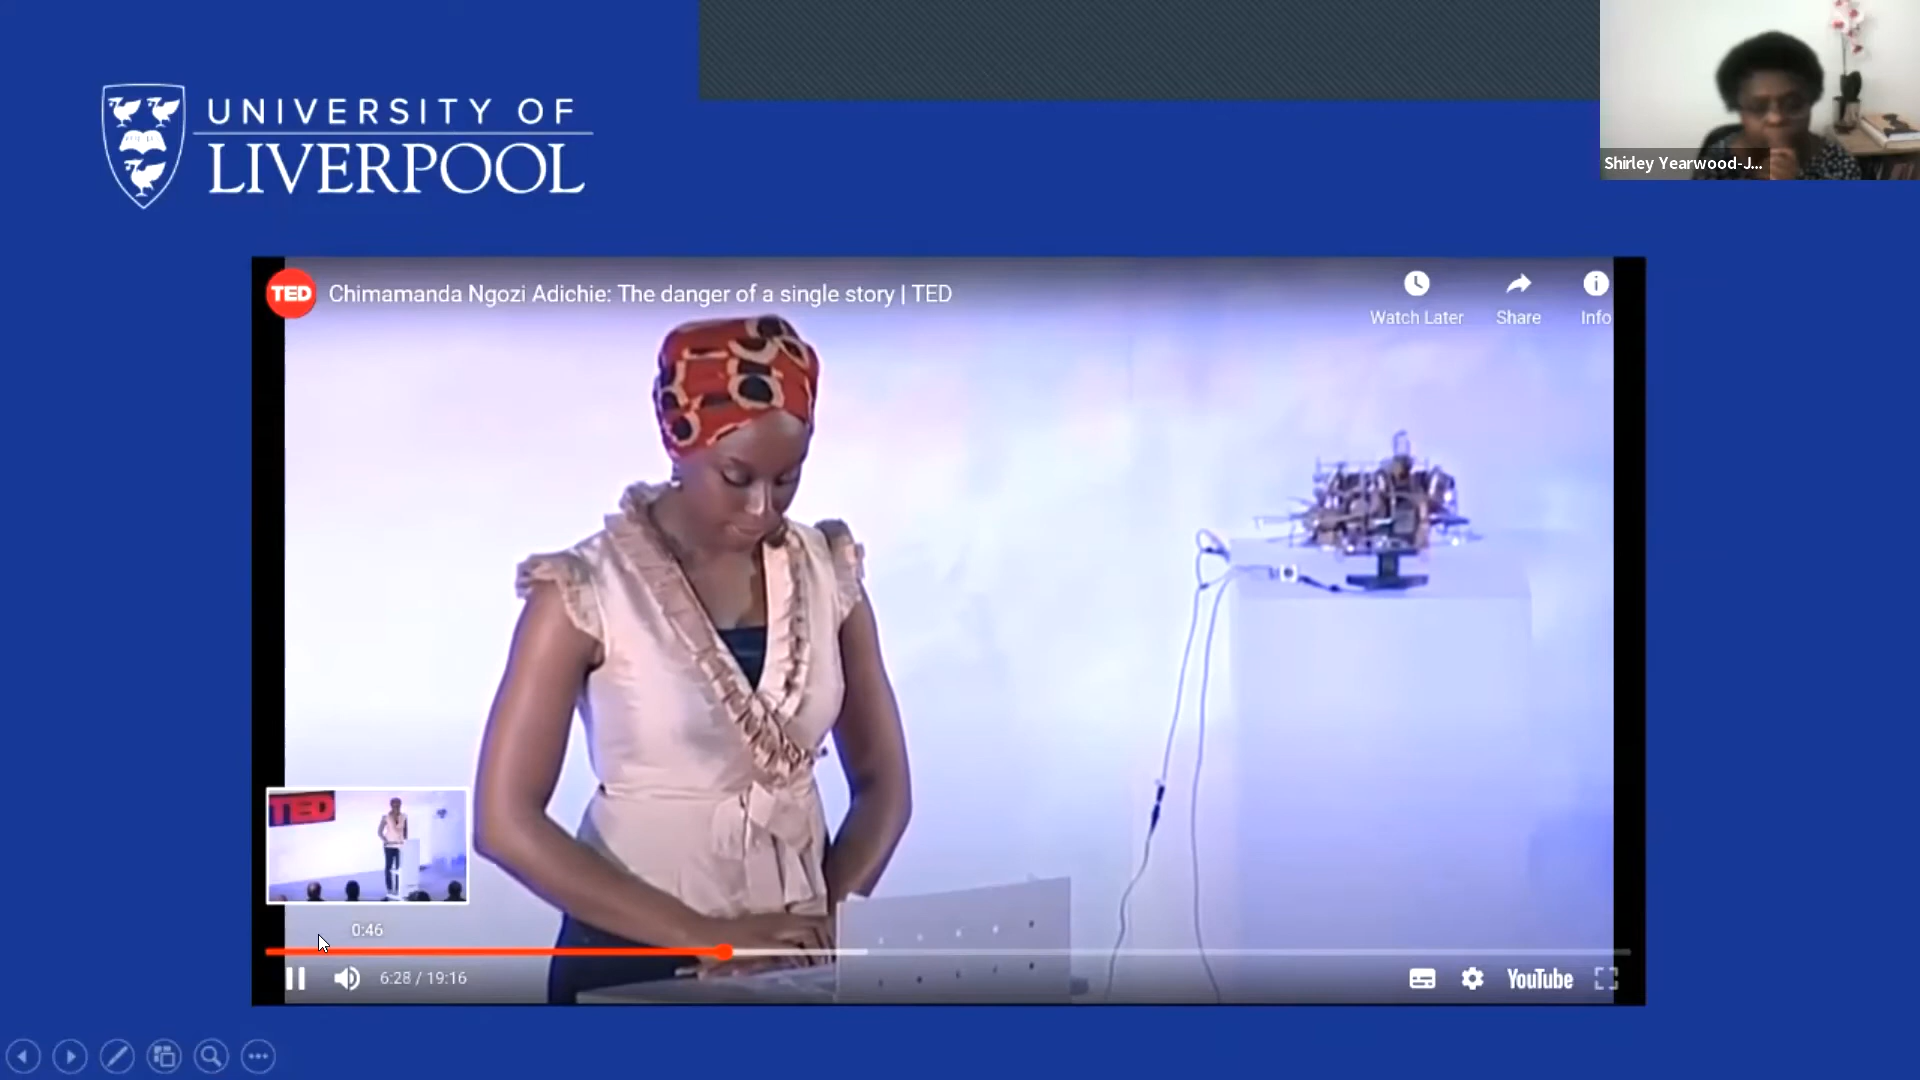 UNIVERSITY OF
LIVERPOOL
Shirley Yearwood-J...
TED
Chimamanda Ngozi Adichie: The danger of a single story | TED
Watch Later
Share
Info
TED
0:46
6:28 / 19:16
YouTube